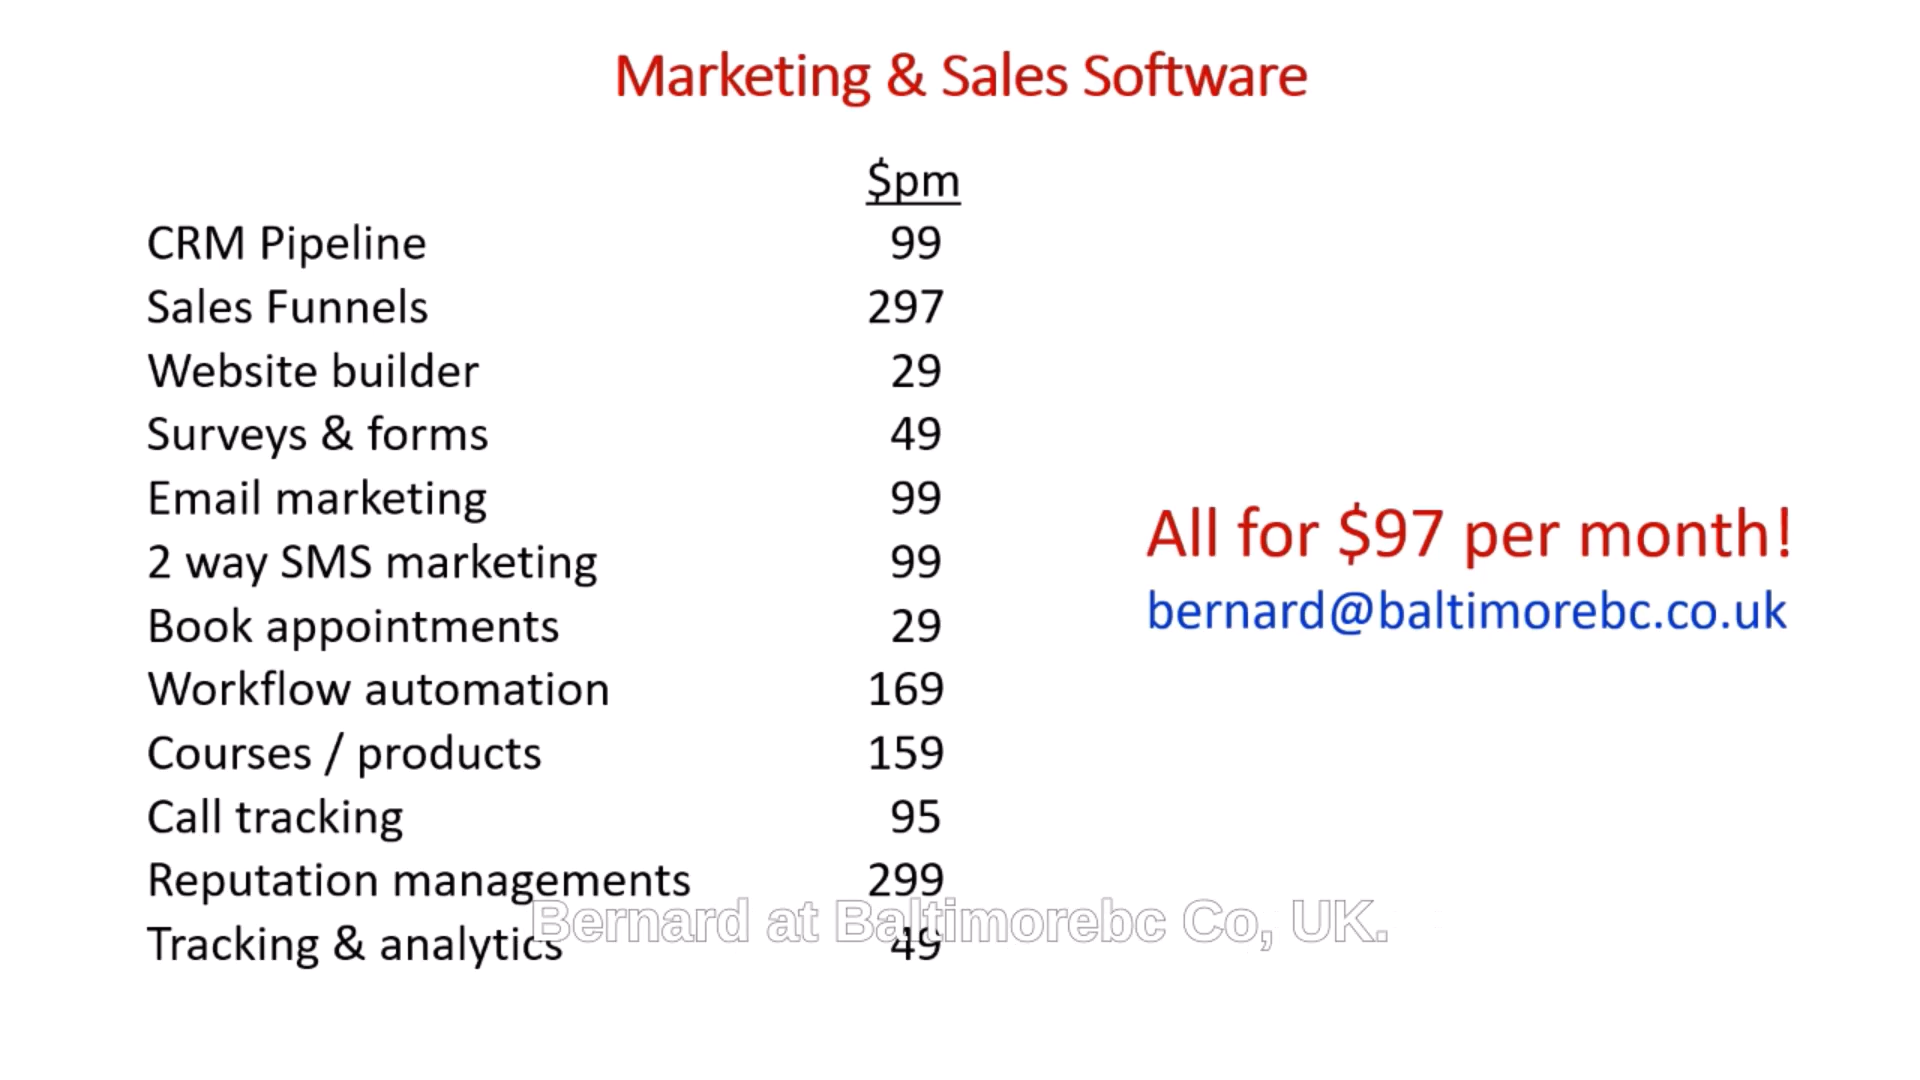 Marketing & Sales Software
$pm
CRM Pipeline 99
Sales Funnels 297
Website builder 29
Surveys & forms 49
Email marketing 99
2 way SMS marketing 99
All for $97 per month!
bernard@baltimorebc.co.uk
Book appointments 29
Workflow automation 169
Courses / products 159
Call tracking 95
Reputation managements 299
Tracking & analytics 49
Bernard at Baltimorebc Co, UK.